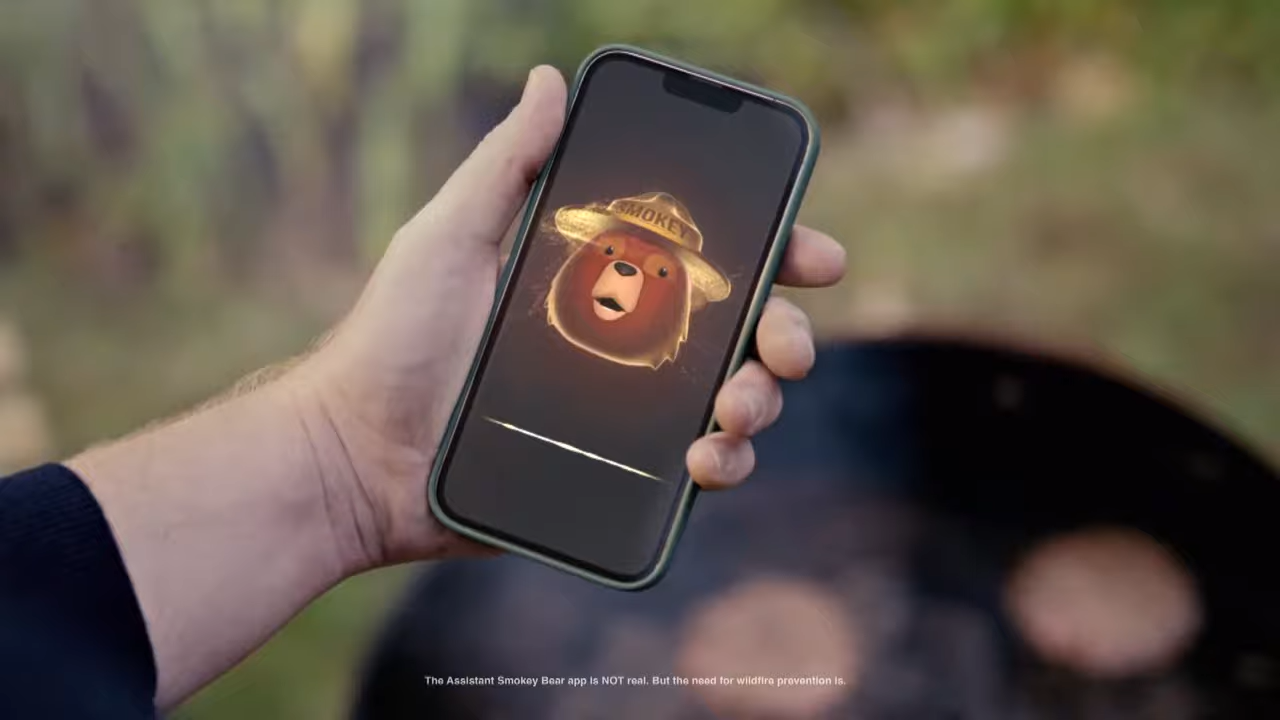 SMOKEY
The Assistant Smokey Bear app is NOT real. But the need for wildfire prevention is.